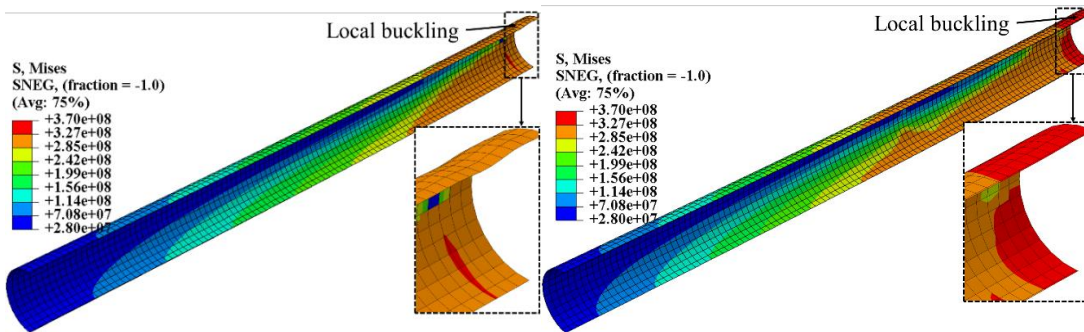 Local buckling
S, Mises
SNEG, (fraction = -1.0)
(Avg: 75%)
+3.70e+08
+3.27e+08
+2.85e+08
+2.42e+08
+1.99e+08
+1.56e+08
+1.14e+08
+7.08e+07
+2.80e+07
Local buckling
S, Mises
SNEG, (fraction = -1.0)
(Avg: 75%)
+3.70e+08
+3.27e+08
+2.85e+08
+2.42e+08
+1.99e+08
+1.56e+08
+1.14e+08
+7.08e+07
+2.80e+07